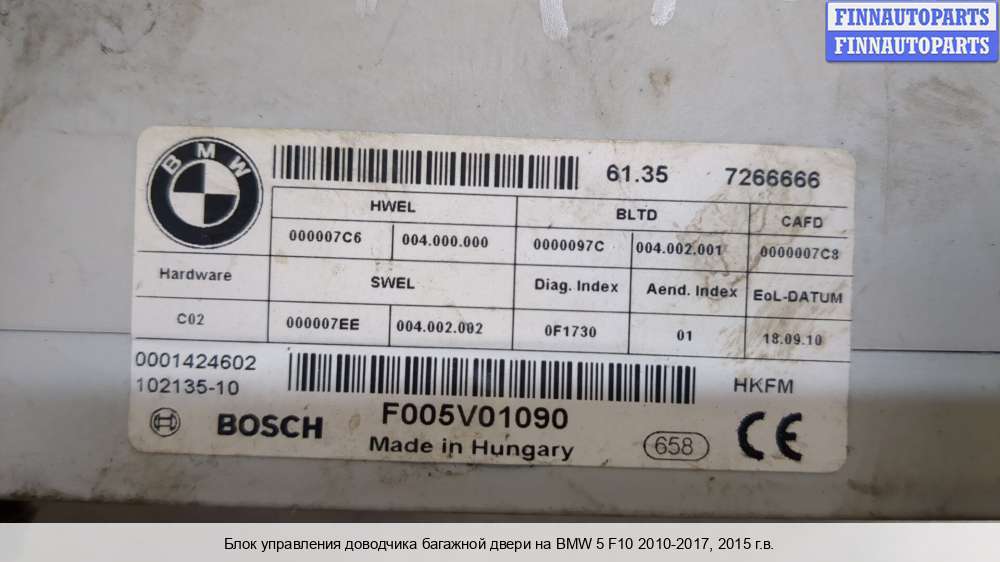 FINNAUTOPARTS
FINNAUTOPARTS
BMW
61.35 7266666
HWEL BLTD CAFD
000007C6 004.000.000 0000097C 004.002.001 0000007C8
Hardware SWEL Diag. Index Aend. Index EoL-DATUM
C02 000007EE 004.002.002 0F1730 01 18.09.10
0001424602
102135-10 HKFM
BOSCH F005V01090
Made in Hungary 658 CE
Блок управления доводчика багажной двери на BMW 5 F10 2010-2017, 2015 г.в.